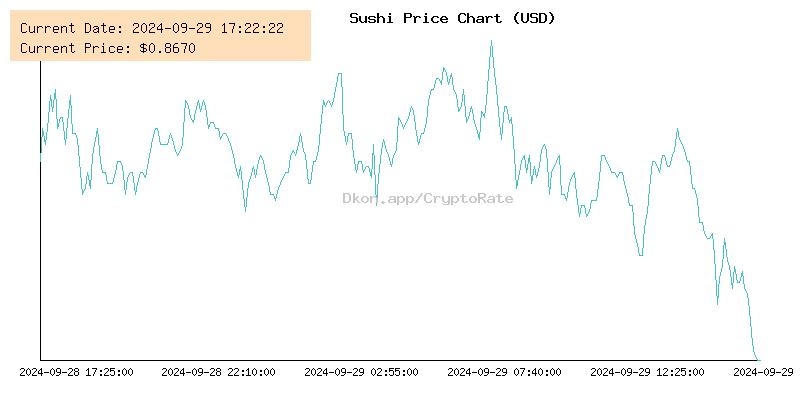 Sushi Price Chart (USD)
Current Date: 2024-09-29 17:22:22
Current Price: $0.8670
Dkon.app/CryptoRate
2024-09-28 17:25:00 2024-09-28 22:10:00 2024-09-29 02:55:00 2024-09-29 07:40:00 2024-09-29 12:25:00 2024-09-29